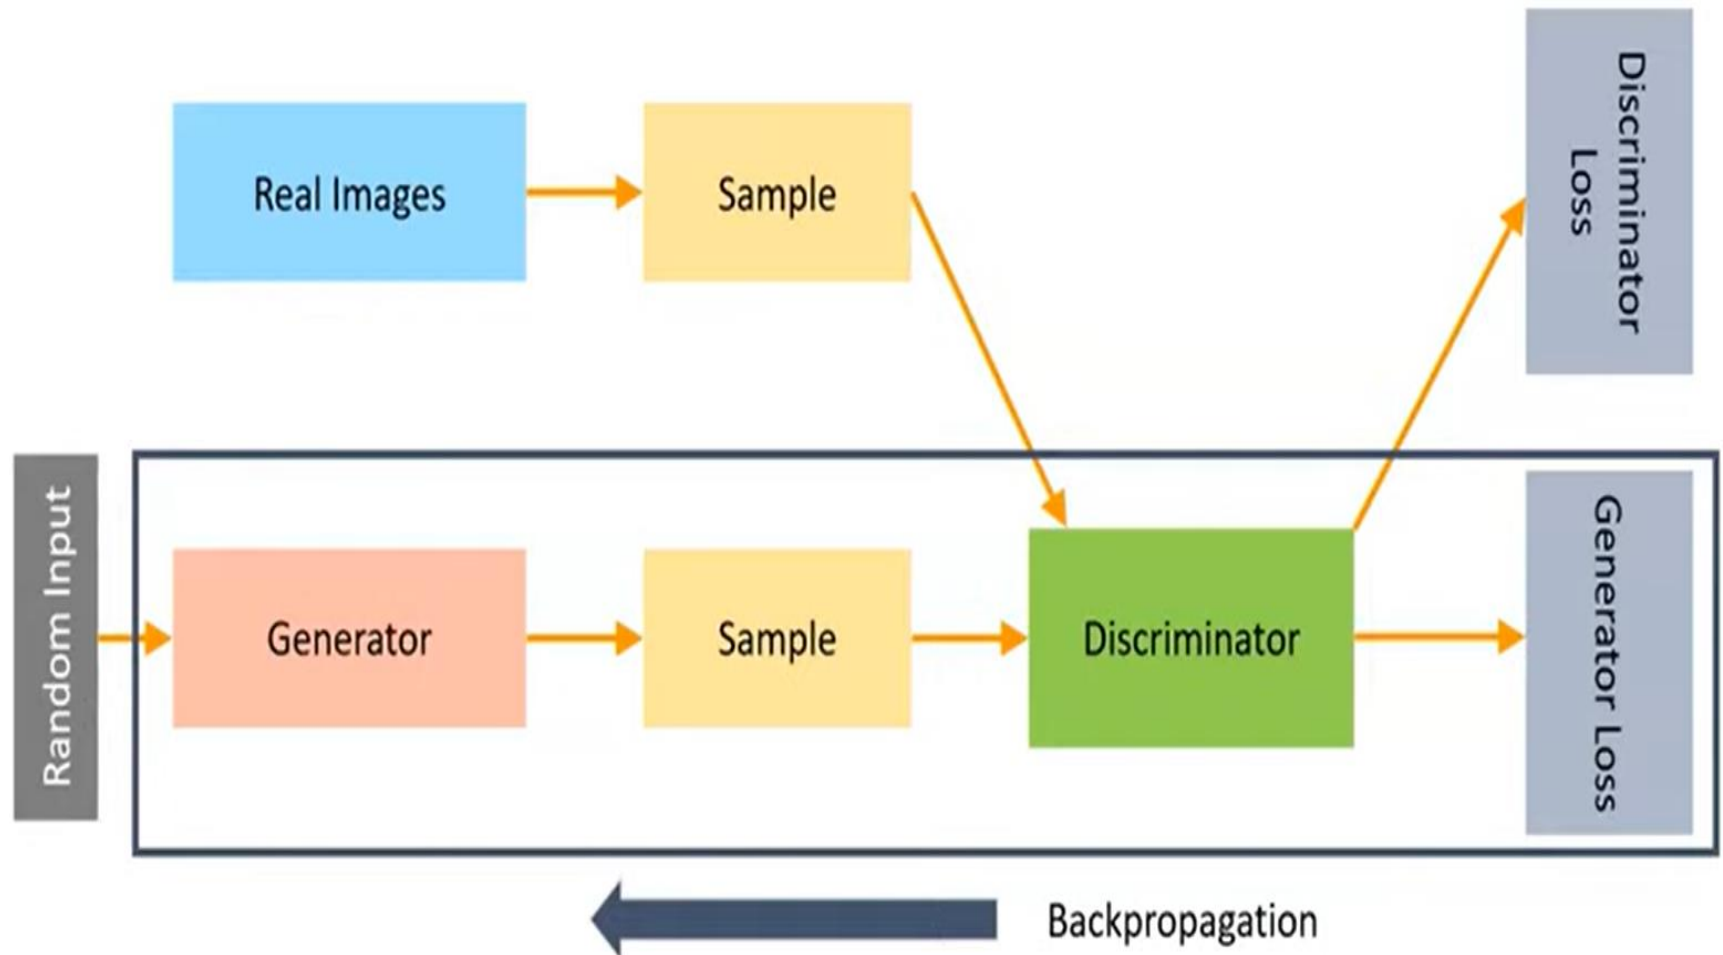 Real Images
Sample
Discriminator
Loss
Random Input
Generator
Sample
Discriminator
Generator Loss
Backpropagation